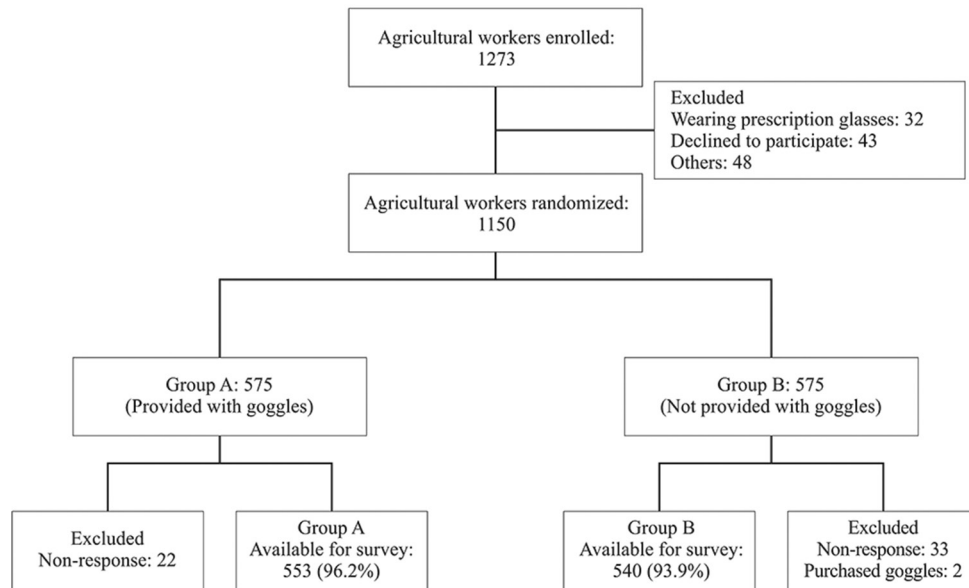 Agricultural workers enrolled:
1273
Excluded
Wearing prescription glasses: 32
Declined to participate: 43
Others: 48
Agricultural workers randomized:
1150
Group A: 575
(Provided with goggles)
Group B: 575
(Not provided with goggles)
Excluded
Non-response: 22
Group A
Available for survey:
553 (96.2%)
Group B
Available for survey:
540 (93.9%)
Excluded
Non-response: 33
Purchased goggles: 2